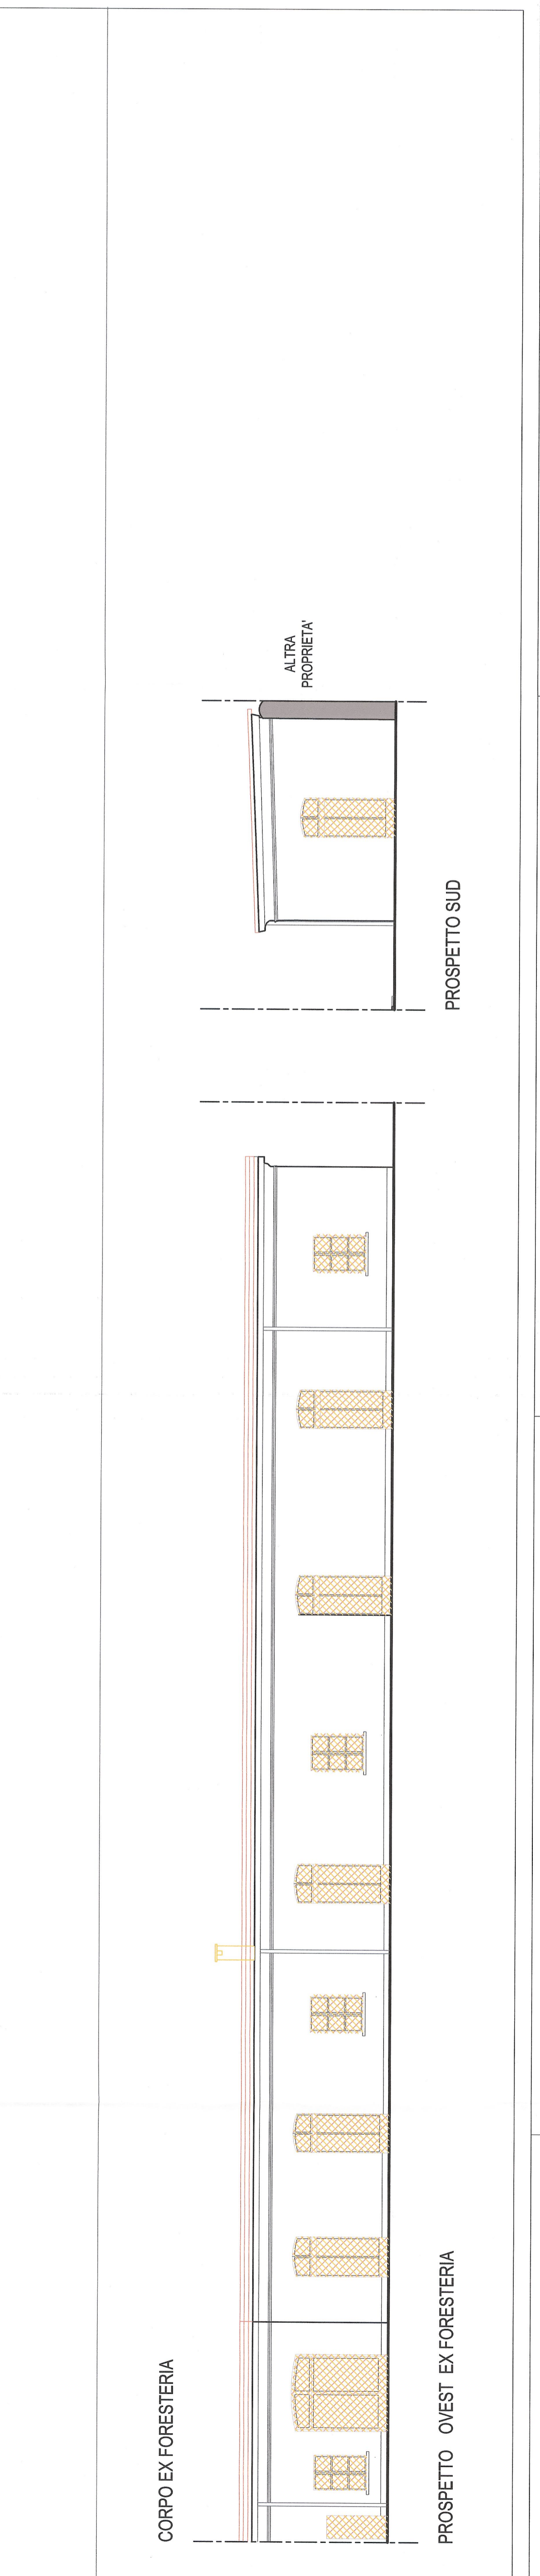 CORPO EX FORESTERIA
PROSPETTO OVEST EX FORESTERIA
PROSPETTO SUD
ALTRA
PROPRIETA'